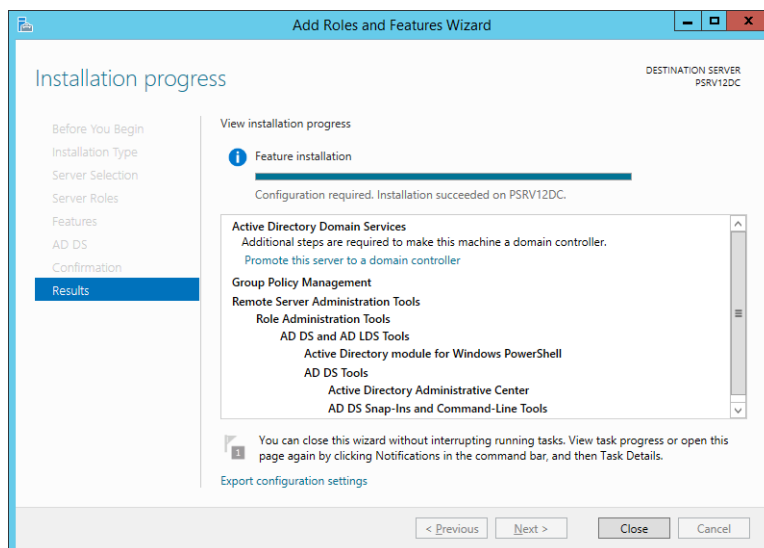 Add Roles and Features Wizard
Installation progress
DESTINATION SERVER
PSRV12DC
Before You Begin
Installation Type
Server Selection
Server Roles
Features
AD DS
Confirmation
Results
View installation progress
Feature installation
Configuration required. Installation succeeded on PSRV12DC.
Active Directory Domain Services
Additional steps are required to make this machine a domain controller.
Promote this server to a domain controller
Group Policy Management
Remote Server Administration Tools
Role Administration Tools
AD DS and AD LDS Tools
Active Directory module for Windows PowerShell
AD DS Tools
Active Directory Administrative Center
AD DS Snap-Ins and Command-Line Tools
1
You can close this wizard without interrupting running tasks. View task progress or open this
page again by clicking Notifications in the command bar, and then Task Details.
Export configuration settings
< Previous
Next >
Close
Cancel